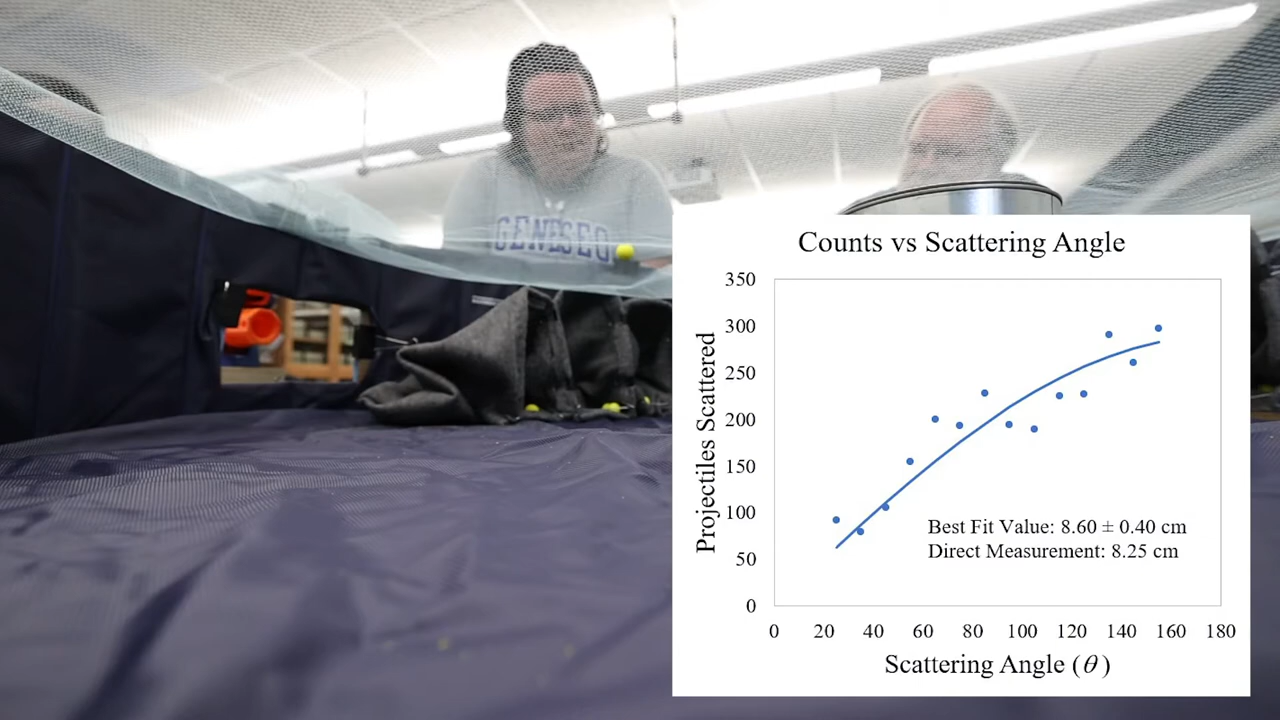 GENESEO
Counts vs Scattering Angle
Projectiles Scattered
350
300
250
200
150
100
50
0
0 20 40 60 80 100 120 140 160 180
Best Fit Value: 8.60 ± 0.40 cm
Direct Measurement: 8.25 cm
Scattering Angle (θ)